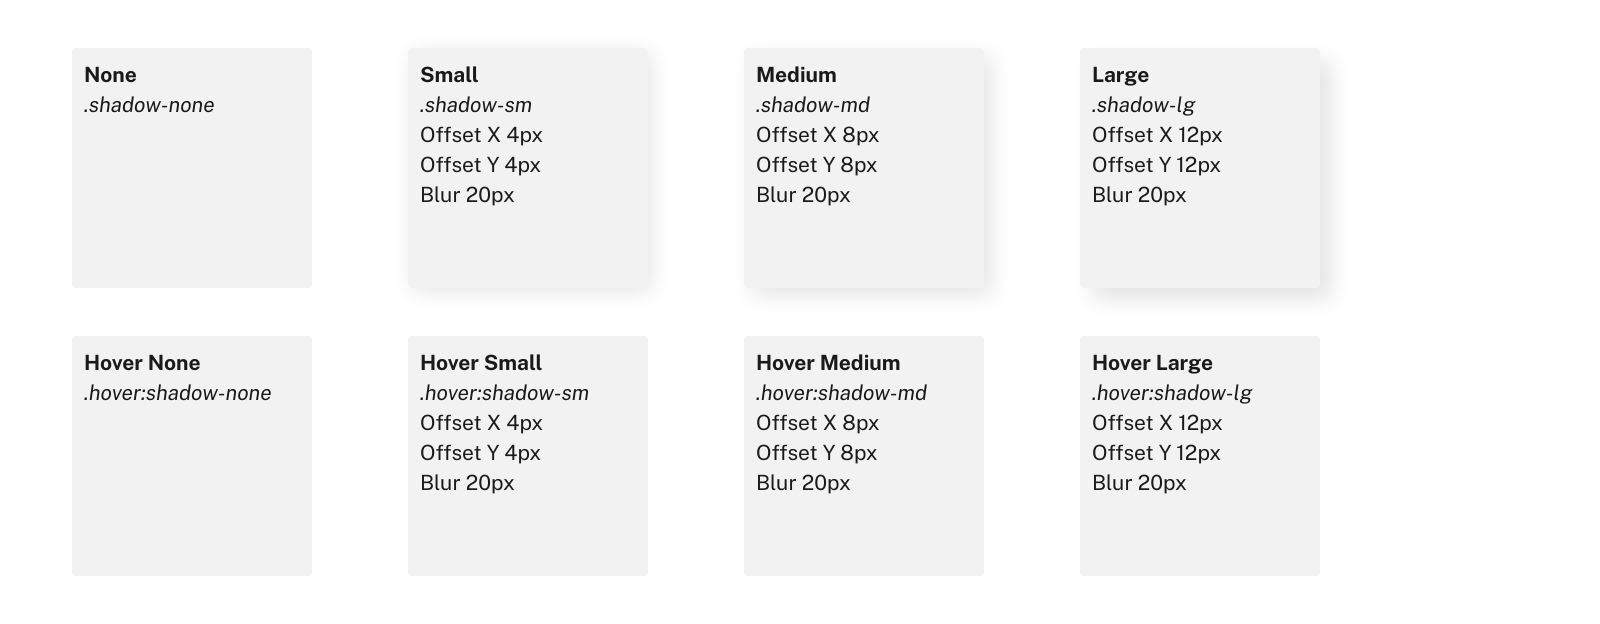 None
.shadow-none
Small
.shadow-sm
Offset X 4px
Offset Y 4px
Blur 20px
Medium
.shadow-md
Offset X 8px
Offset Y 8px
Blur 20px
Large
.shadow-lg
Offset X 12px
Offset Y 12px
Blur 20px
Hover None
.hover:shadow-none
Hover Small
.hover:shadow-sm
Offset X 4px
Offset Y 4px
Blur 20px
Hover Medium
.hover:shadow-md
Offset X 8px
Offset Y 8px
Blur 20px
Hover Large
.hover:shadow-lg
Offset X 12px
Offset Y 12px
Blur 20px